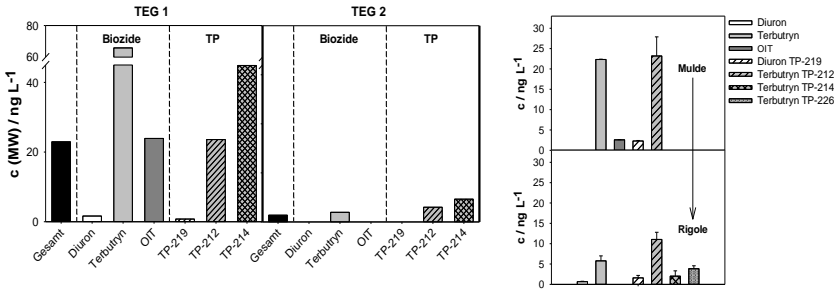 TEG 1
TEG 2
Biozide
TP
Biozide
TP
c (MW) / ng L-1
80
60
40
20
0
Gesamt
Diuron
Terbutryn
OIT
TP-219
TP-212
TP-214
Gesamt
Diuron
Terbutryn
OIT
TP-219
TP-212
TP-214
c / ng L-1
30
25
20
15
10
5
0
Mulde
c / ng L-1
30
25
20
15
10
5
0
Rigole
Diuron
Terbutryn
OIT
Diuron TP-219
Terbutryn TP-212
Terbutryn TP-214
Terbutryn TP-226